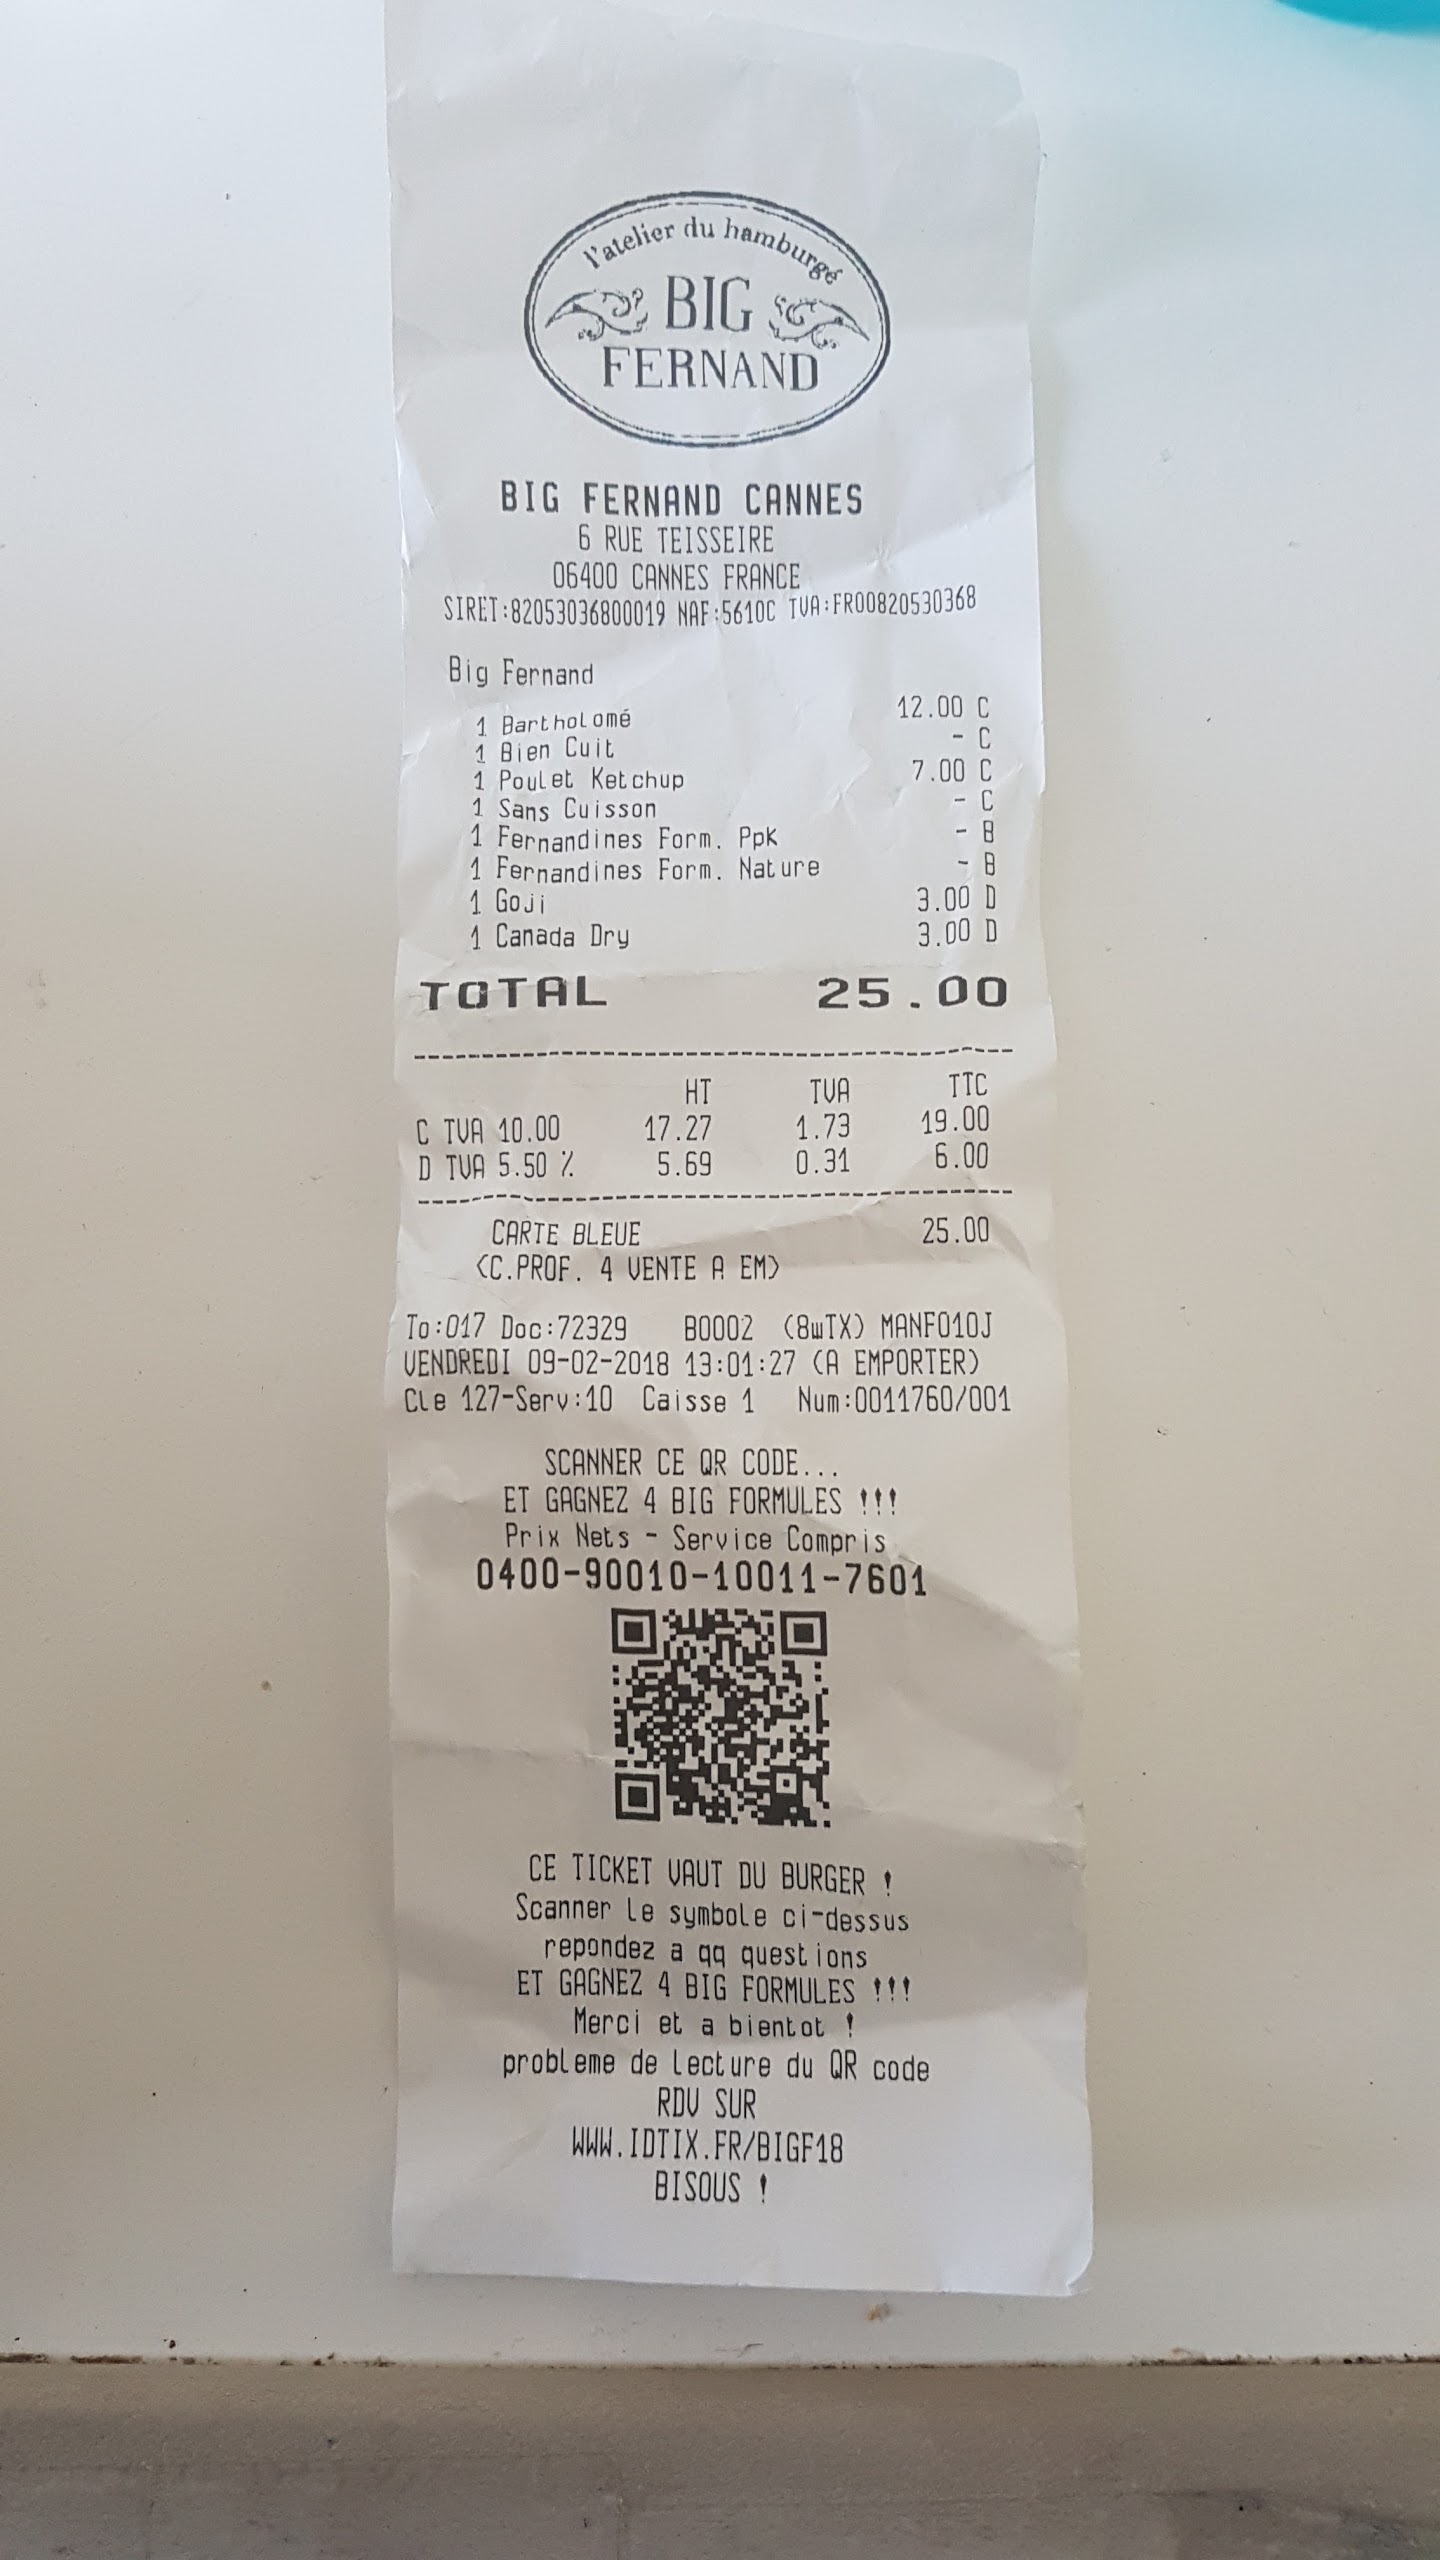 l'atelier du hamburgé
BIG
FERNAND
BIG FERNAND CANNES
6 RUE TEISSEIRE
06400 CANNES FRANCE
SIRET:82053036800019 NAF:5610C TVA:FR00820530368
Big Fernand
1 Bartholomé 12.00 C
1 Bien Cuit - C
1 Poulet Ketchup 7.00 C
1 Sans Cuisson - C
1 Fernandines Form. Ppk - B
1 Fernandines Form. Nature - B
1 Goji 3.00 D
1 Canada Dry 3.00 D
TOTAL 25.00
HT TVA TTC
C TVA 10.00 17.27 1.73 19.00
D TVA 5.50 % 5.69 0.31 6.00
CARTE BLEUE 25.00
<C.PROF. 4 VENTE A EM>
To:017 Doc:72329 B0002 (8wTX) MANF010J
VENDREDI 09-02-2018 13:01:27 (A EMPORTER)
Cle 127-Serv:10 Caisse 1 Num:0011760/001
SCANNER CE QR CODE...
ET GAGNEZ 4 BIG FORMULES !!!
Prix Nets - Service Compris
0400-90010-10011-7601
CE TICKET VAUT DU BURGER !
Scanner le symbole ci-dessus
repondez a qq questions
ET GAGNEZ 4 BIG FORMULES !!!
Merci et a bientot !
probleme de lecture du QR code
RDV SUR
WWW.IDTIX.FR/BIGF18
BISOUS !